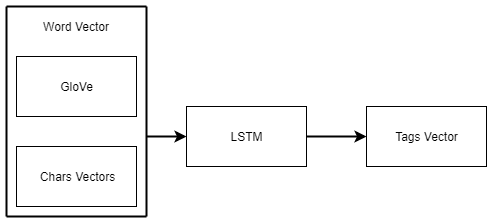 Word Vector
GloVe
Chars Vectors
LSTM
Tags Vector